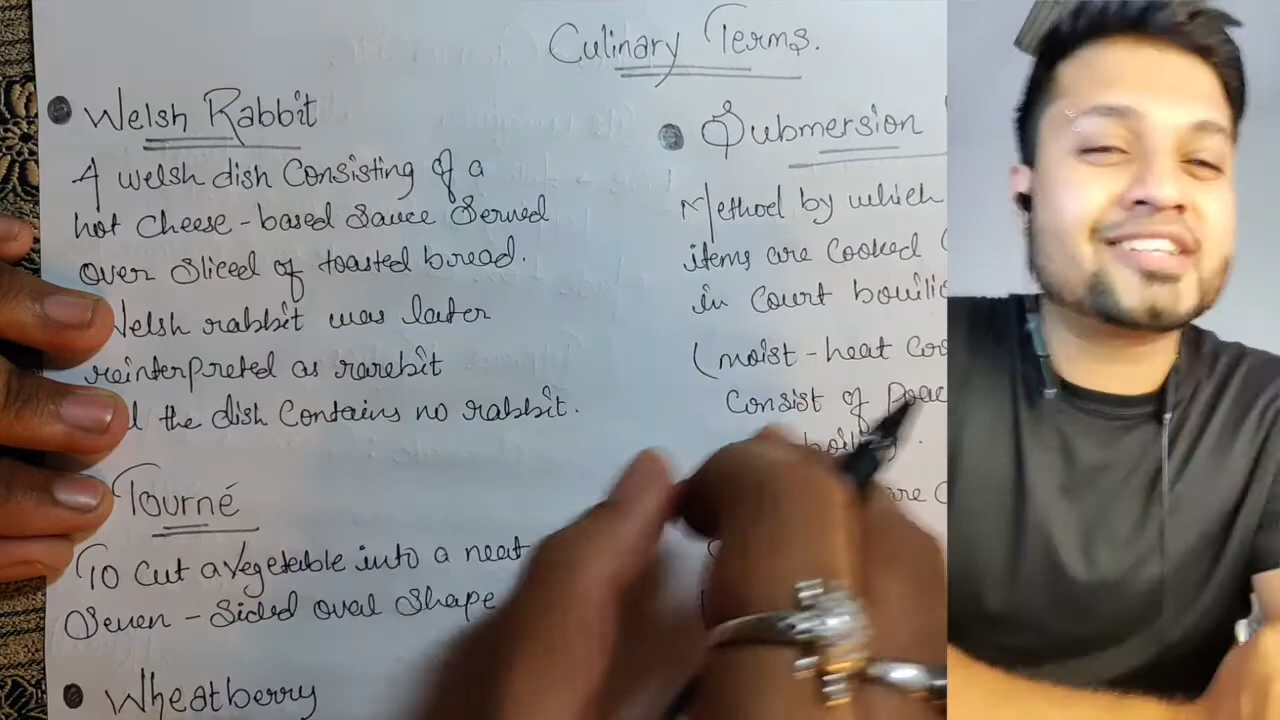 Culinary Terms.
Welsh Rabbit
A welsh dish Consisting of a
hot cheese-based Sauce Served
over Sliced of toasted bread.
Welsh rabbit was later
reinterpreted as rarebit
the dish Contains no rabbit.
Tourné
To Cut a Vegetable into a neat
Seven-Sided oval Shape
Wheatberry
Submersion
Method by which
items are Cooked
in Court
(moist-heat
Consist of
are